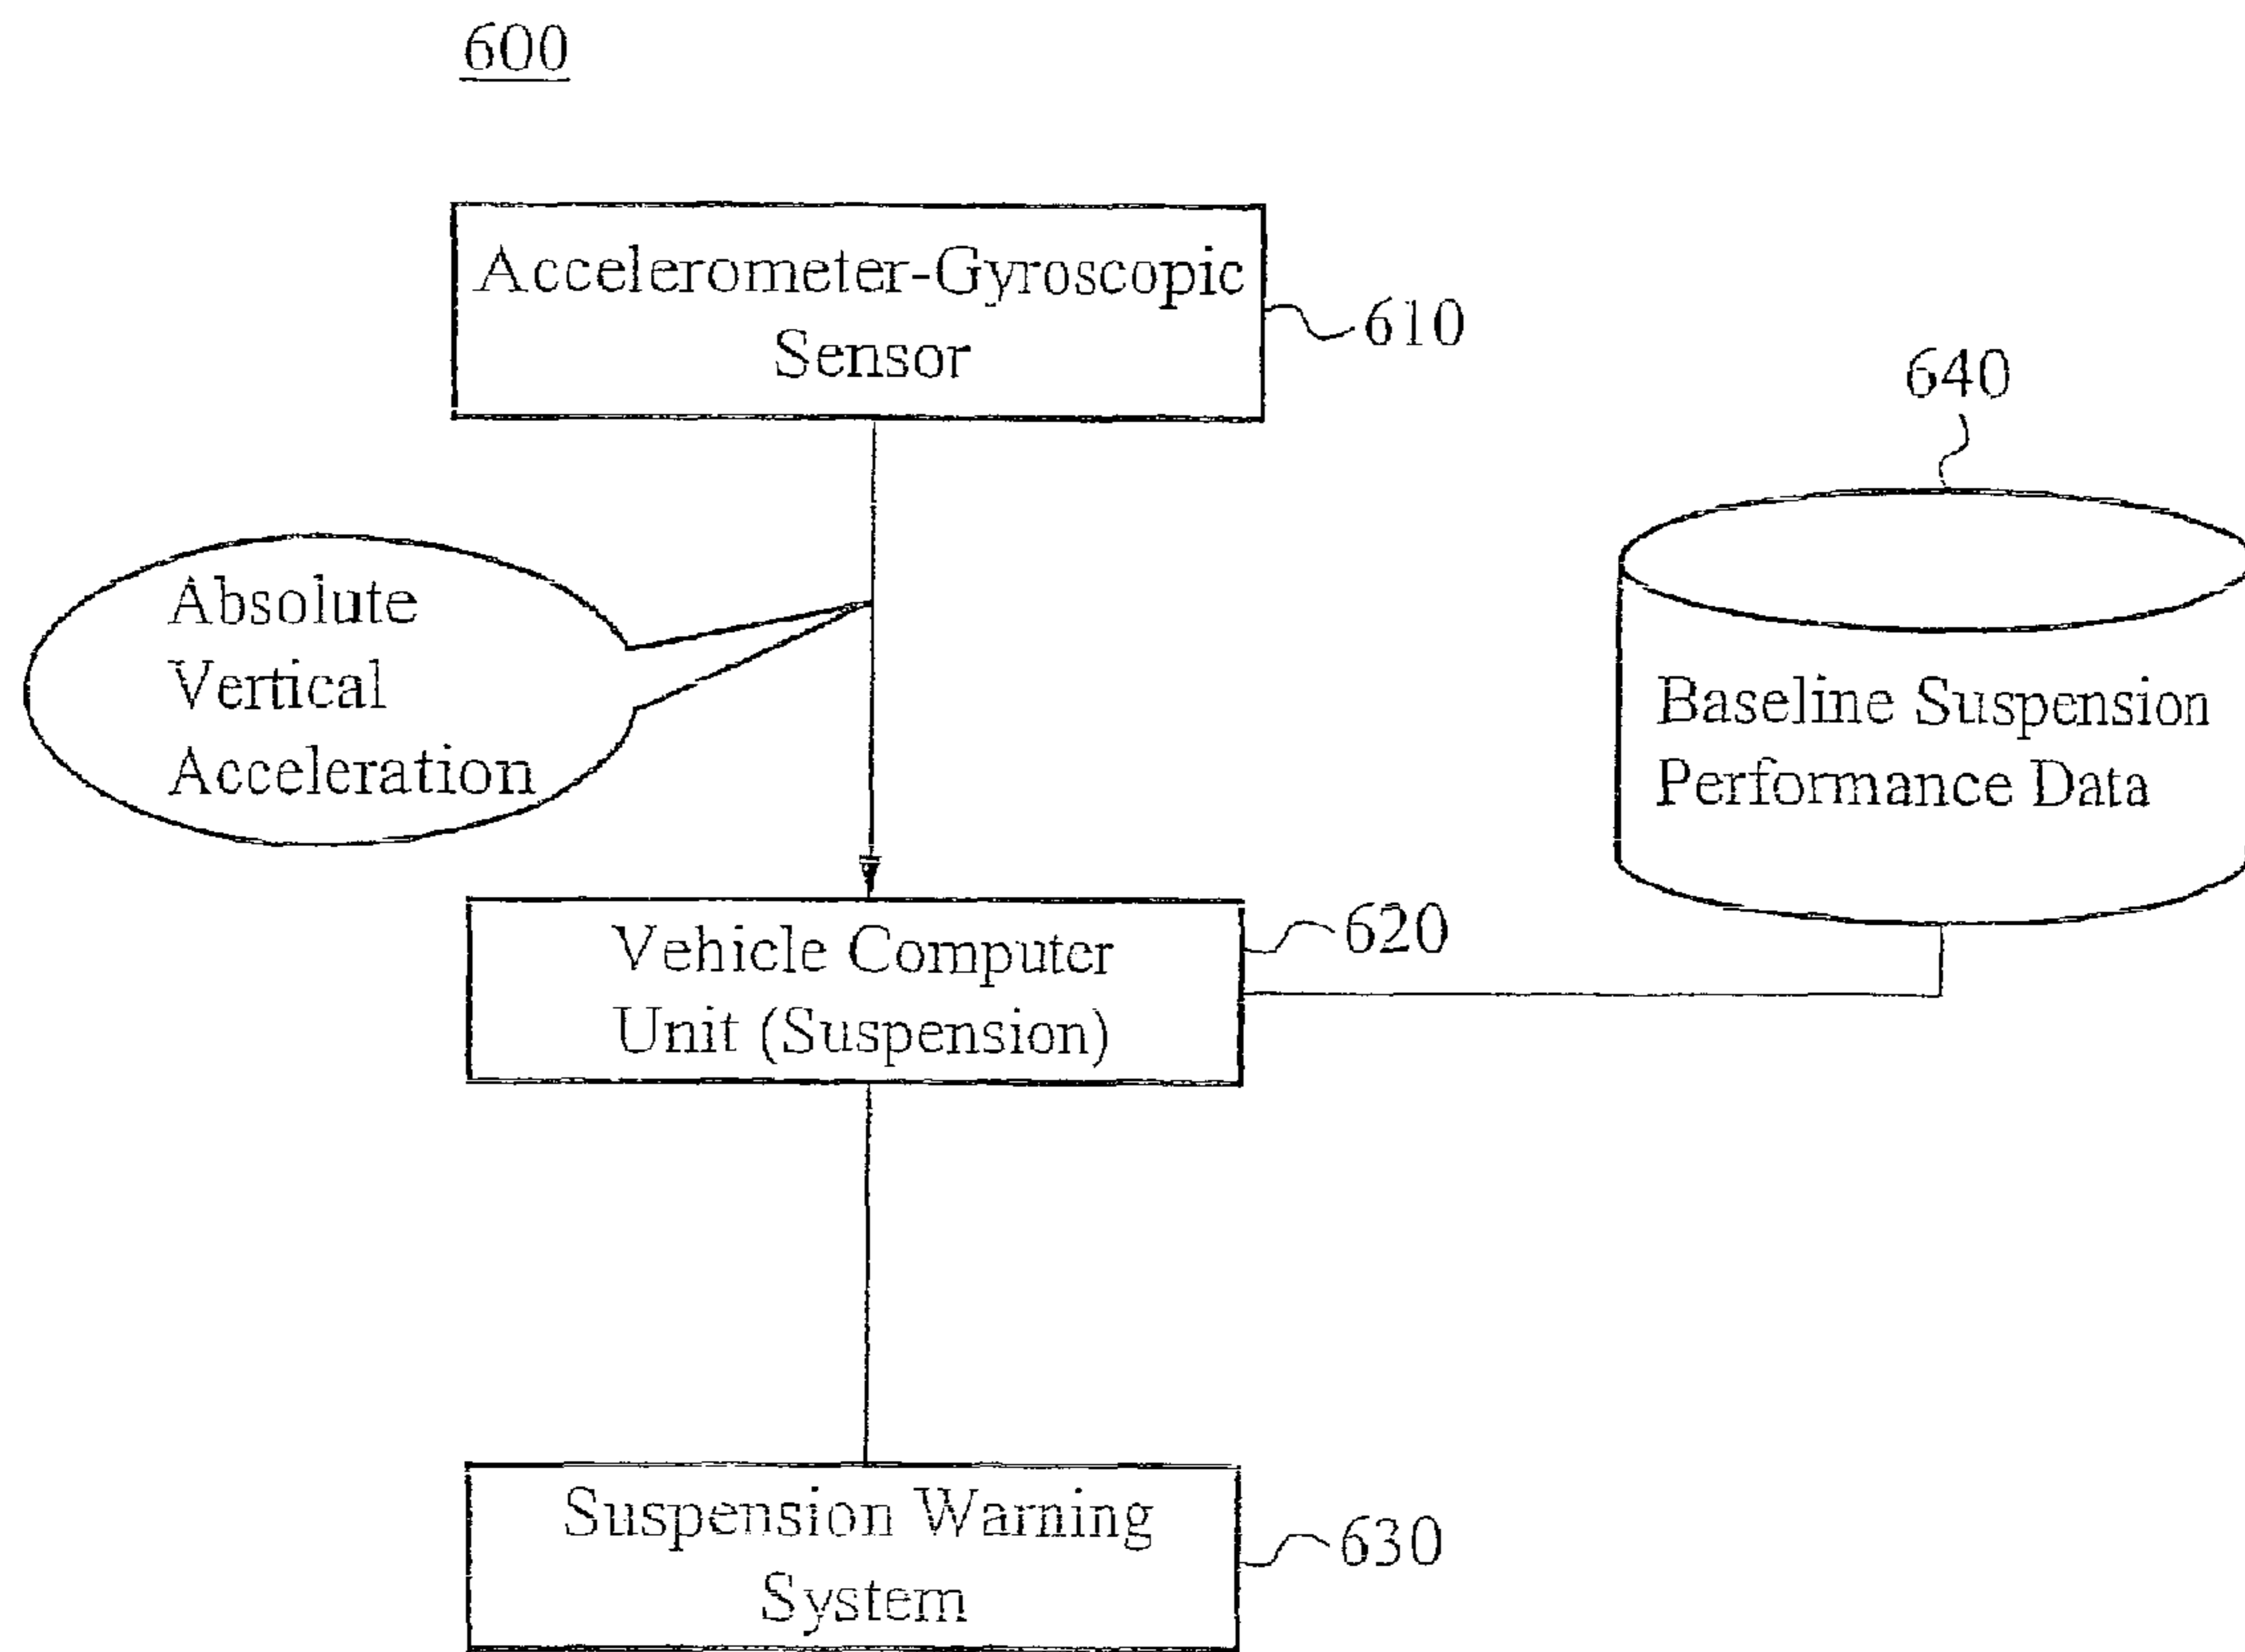 600
Accelerometer-Gyroscopic
Sensor
610
640
Absolute
Vertical
Acceleration
Baseline Suspension
Performance Data
Vehicle Computer
Unit (Suspension)
620
Suspension Warning
System
630